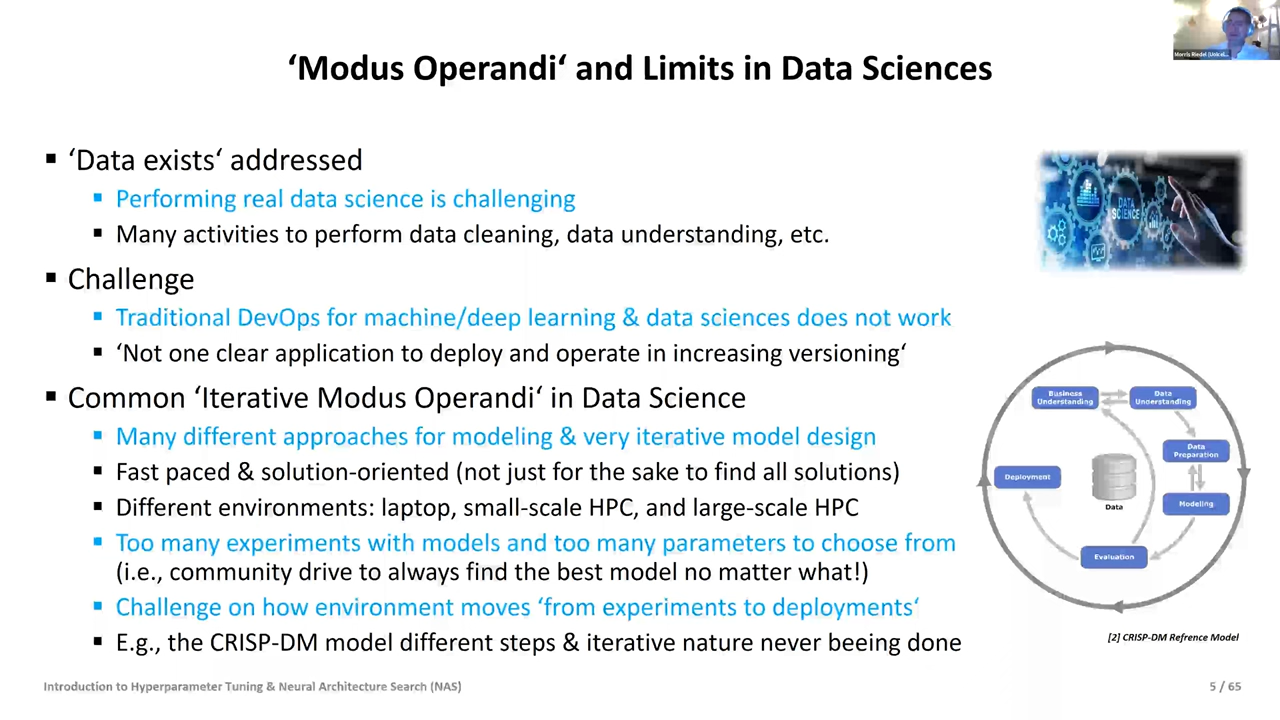 Morris Riedel (Unicel...
'Modus Operandi' and Limits in Data Sciences
'Data exists' addressed
Performing real data science is challenging
Many activities to perform data cleaning, data understanding, etc.
DATA
SCIENCE
Challenge
Traditional DevOps for machine/deep learning & data sciences does not work
'Not one clear application to deploy and operate in increasing versioning'
Common 'Iterative Modus Operandi' in Data Science
Many different approaches for modeling & very iterative model design
Fast paced & solution-oriented (not just for the sake to find all solutions)
Different environments: laptop, small-scale HPC, and large-scale HPC
Too many experiments with models and too many parameters to choose from
(i.e., community drive to always find the best model no matter what!)
Challenge on how environment moves 'from experiments to deployments'
E.g., the CRISP-DM model different steps & iterative nature never beeing done
Business
Understanding
Data
Understanding
Data
Preparation
Modeling
Evaluation
Deployment
Data
[2] CRISP-DM Refrence Model
Introduction to Hyperparameter Tuning & Neural Architecture Search (NAS)
5 / 65